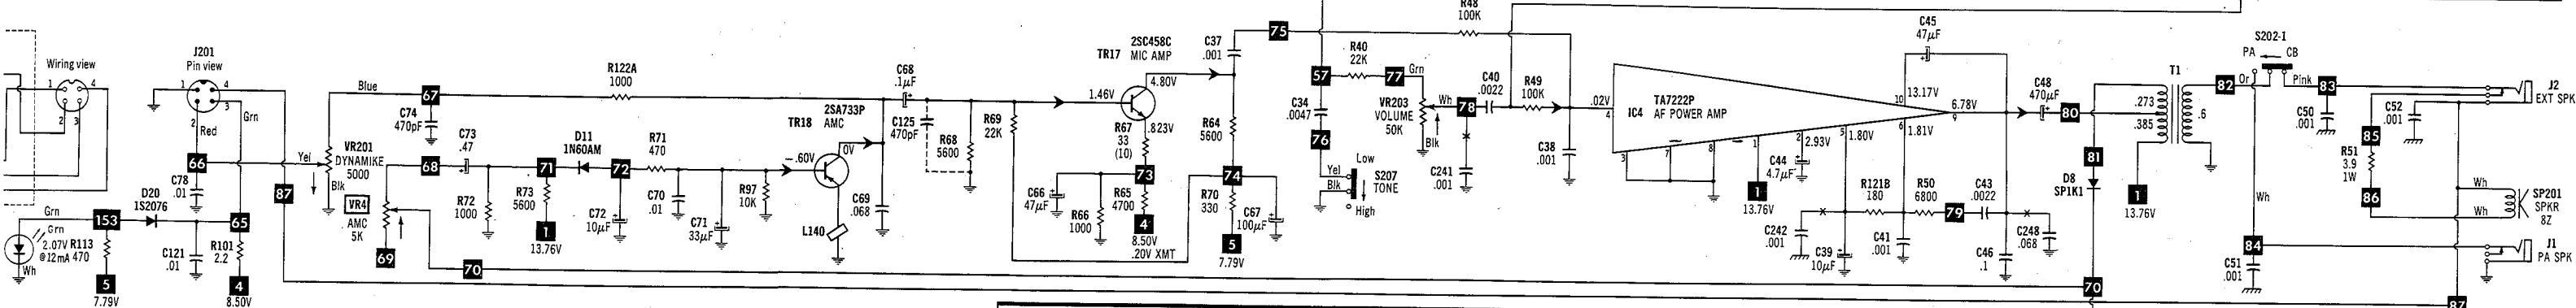 Wiring view
1
4
2
3
J201
Pin view
1
4
2
3
Red
Grn
66
C78
.01
D20
1S2076
153
65
Grn
Grn
2.07V
@12mA
R113
470
Wh
5
7.79V
C121
.01
R101
2.2
4
8.50V
87
Yel
VR201
DYNAMIKE
5000
Blk
Blue
67
C74
470pF
VR4
AMC
5K
69
68
C73
.47
70
R72
1000
71
R73
5600
1
13.76V
D11
1N60AM
72
C72
10µF
R71
470
C70
.01
C71
33µF
R97
10K
R122A
1000
TR18
2SA733P
AMC
-.60V
0V
L140
C69
.068
C68
.1µF
C125
470pF
R68
5600
R69
22K
TR17
2SC458C
MIC AMP
1.46V
4.80V
.823V
R67
33
(10)
73
C66
47µF
R66
1000
R65
4700
4
8.50V
.20V XMT
C37
.001
R64
5600
74
R70
330
5
7.79V
C67
100µF
75
R48
100K
57
C34
.0047
76
R40
22K
77
Grn
VR203
VOLUME
50K
Blk
Wh
78
C241
.001
Yel
Blk
Low
S207
TONE
High
C40
.0022
R49
100K
C38
.001
.02V
4
IC4
TA7222P
AF POWER AMP
3
7
8
1
1
13.76V
2
2.93V
C44
4.7µF
5
1.80V
6
1.81V
10
13.17V
9
6.78V
C45
47µF
R121B
180
R50
6800
79
C43
.0022
C242
.001
C39
10µF
C41
.001
C46
.1
C248
.068
C48
470µF
80
81
D8
SP1K1
70
T1
.273
.385
.6
1
13.76V
82
S202-1
PA
CB
Or
Pink
83
Wh
84
C51
.001
C50
.001
85
R51
3.9
1W
86
C52
.001
Wh
Wh
J2
EXT SPK
SP201
SPKR
8Z
J1
PA SPK
87